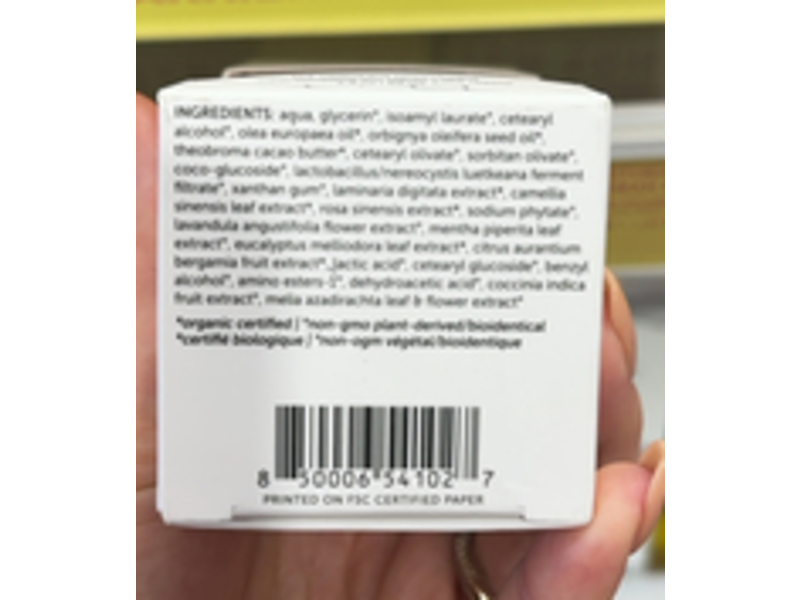 INGREDIENTS: aqua, glycerin°, isoamyl laurate°, cetearyl
alcohol°, olea europaea oil*, orbignya oleifera seed oil*,
theobroma cacao butter*, cetearyl olivate°, sorbitan olivate°,
coco-glucoside°, lactobacillus/nereocystis luetkeana ferment
filtrate°, xanthan gum°, laminaria digitata extract*, camellia
sinensis leaf extract*, rosa sinensis extract*, sodium phytate°,
lavandula angustifolia flower extract*, mentha piperita leaf
extract*, eucalyptus melliodora leaf extract*, citrus aurantium
bergamia fruit extract*, lactic acid°, cetearyl glucoside°, benzyl
alcohol°, amino esters-1°, dehydroacetic acid°, coccinia indica
fruit extract°, melia azadirachta leaf & flower extract°
*organic certified | °non-gmo plant-derived/bioidentical
*certifié biologique | °non-ogm végétal/bioidentique
8 50006 54102 7
PRINTED ON FSC CERTIFIED PAPER